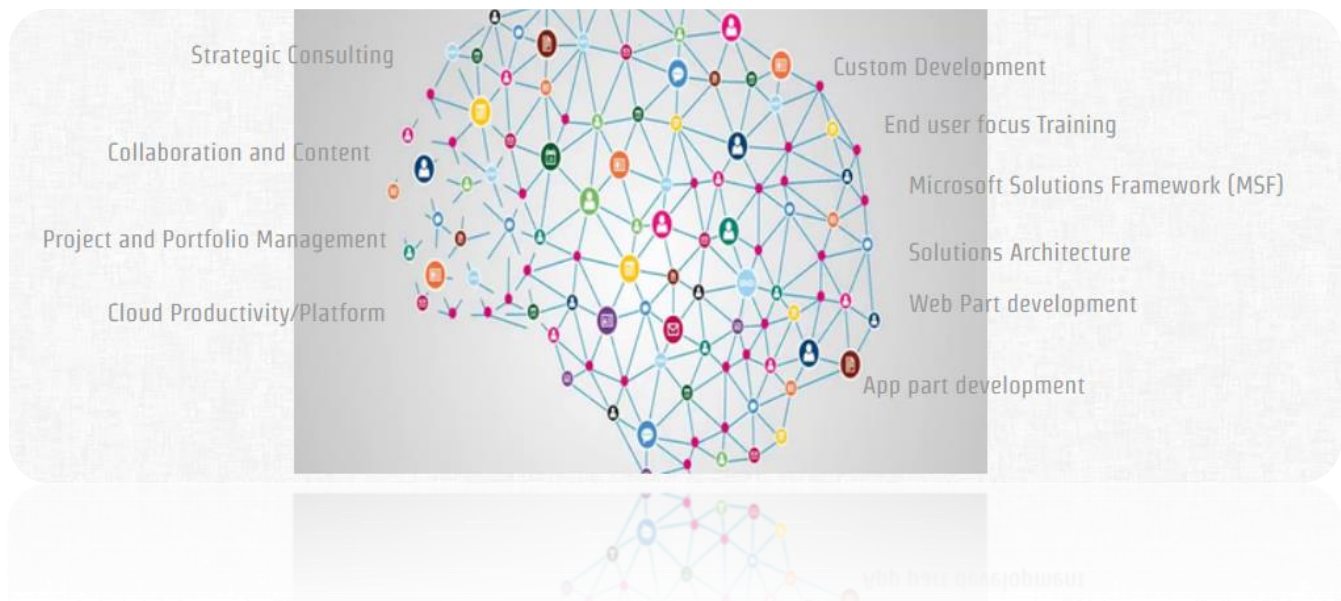 Strategic Consulting
Collaboration and Content
Project and Portfolio Management
Cloud Productivity/Platform
Custom Development
End user focus Training
Microsoft Solutions Framework (MSF)
Solutions Architecture
Web Part development
App part development